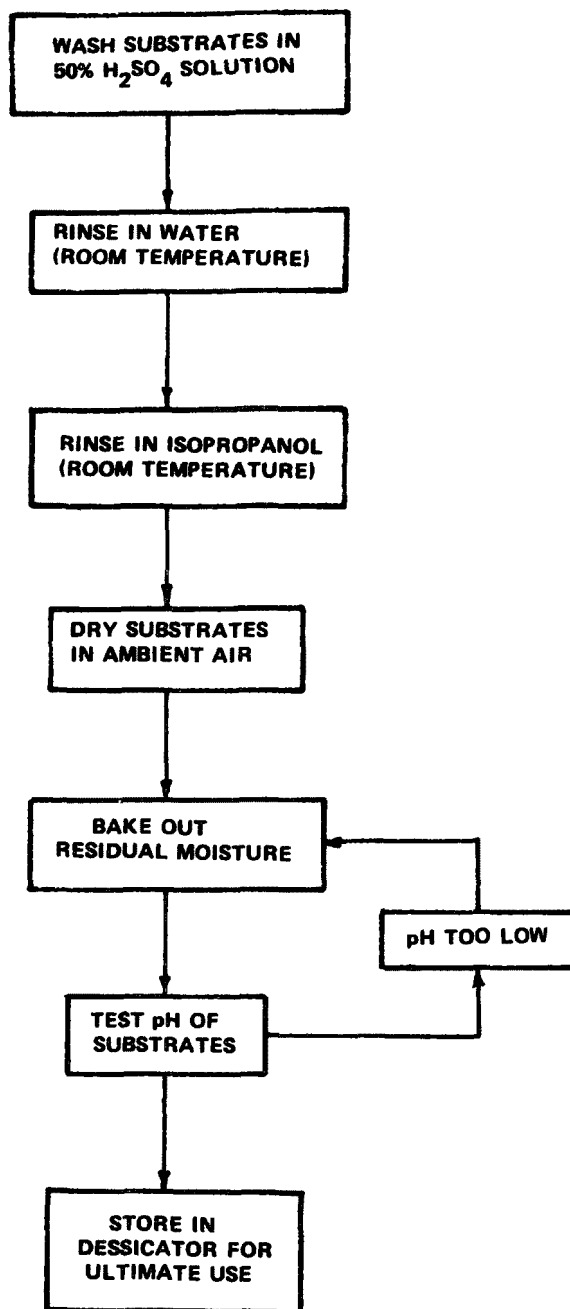 WASH SUBSTRATES IN
50% H₂SO₄ SOLUTION
RINSE IN WATER
(ROOM TEMPERATURE)
RINSE IN ISOPROPANOL
(ROOM TEMPERATURE)
DRY SUBSTRATES
IN AMBIENT AIR
BAKE OUT
RESIDUAL MOISTURE
pH TOO LOW
TEST pH OF
SUBSTRATES
STORE IN
DESSICATOR FOR
ULTIMATE USE